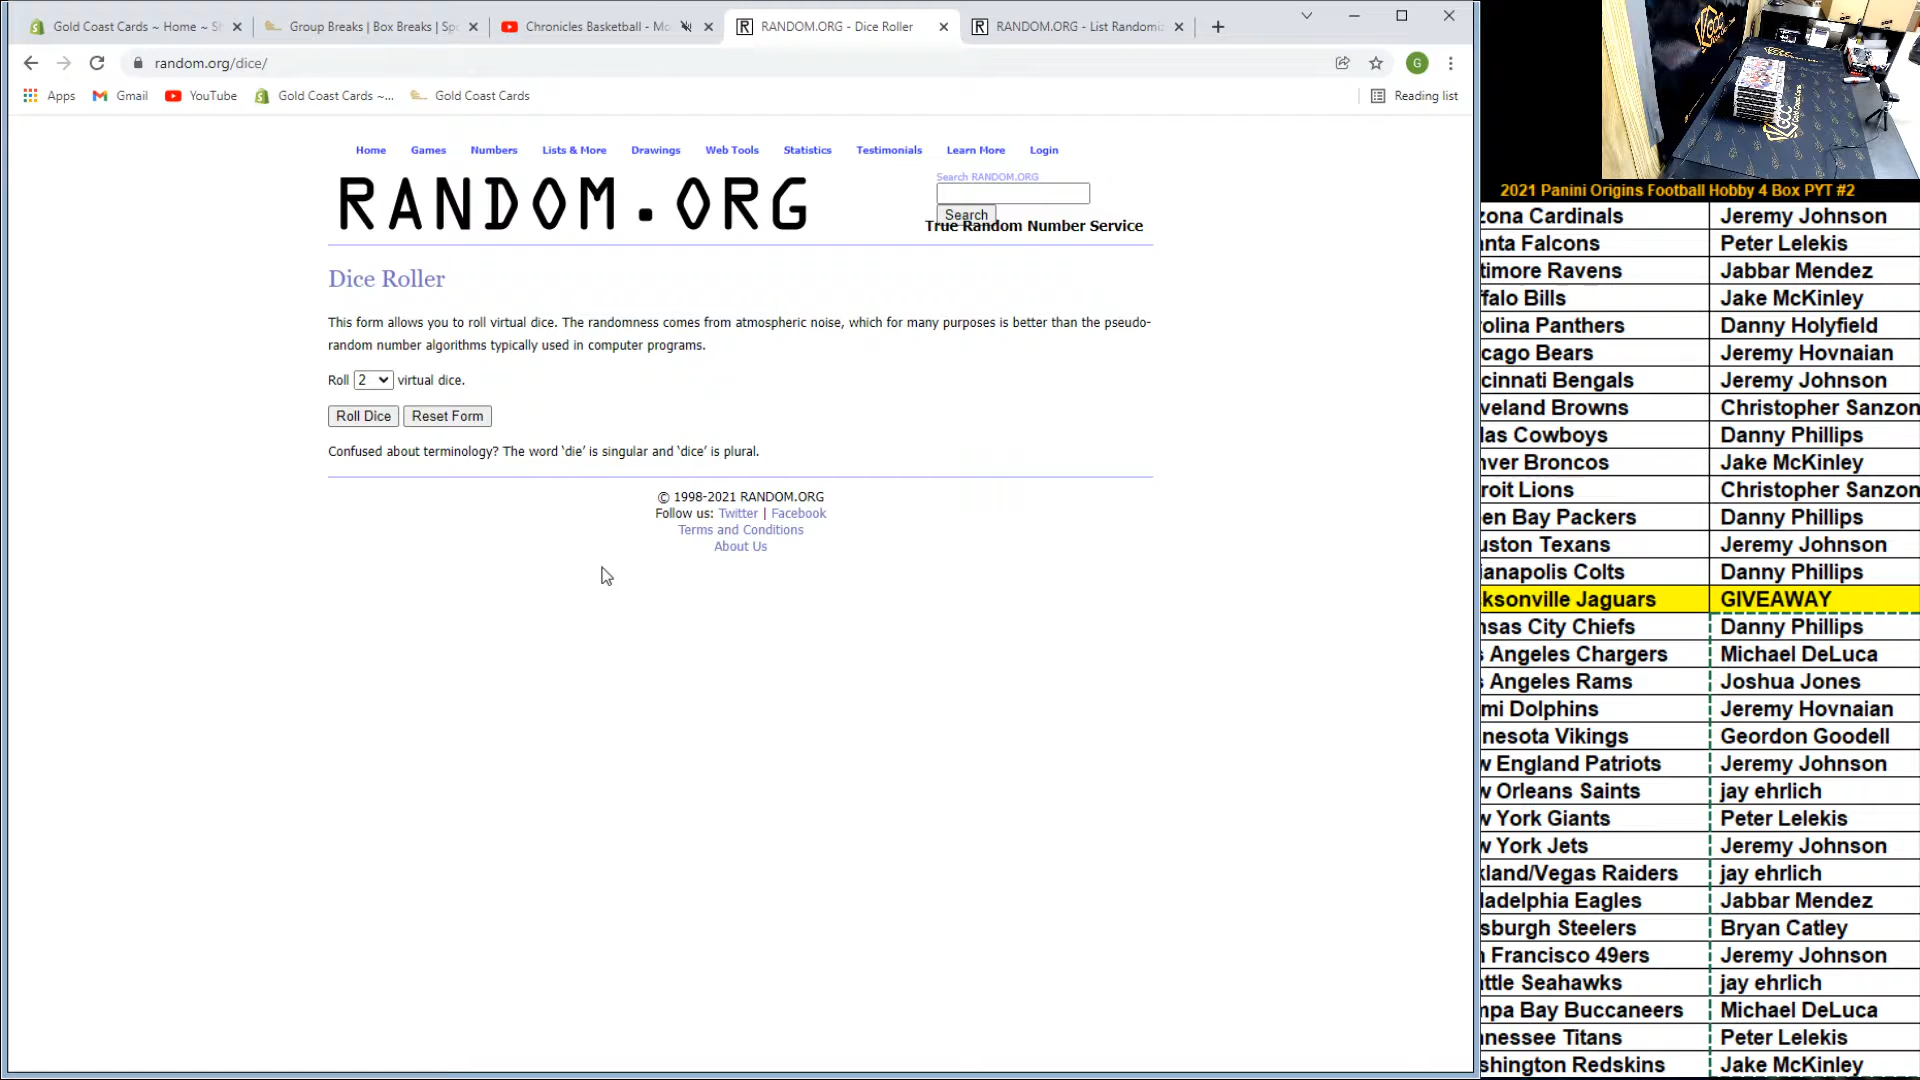 Gold Coast Cards ~ Home ~ Sh
Group Breaks | Box Breaks | Spo
Chronicles Basketball - Mo
RANDOM.ORG - Dice Roller
RANDOM.ORG - List Randomiz
random.org/dice/
G
Apps
Gmail
YouTube
Gold Coast Cards ~...
Gold Coast Cards
Reading list
Home Games Numbers Lists & More Drawings Web Tools Statistics Testimonials Learn More Login
RANDOM.ORG
Search RANDOM.ORG
Search
True Random Number Service
Dice Roller
This form allows you to roll virtual dice. The randomness comes from atmospheric noise, which for many purposes is better than the pseudo-
random number algorithms typically used in computer programs.
Roll 2 virtual dice.
Roll Dice Reset Form
Confused about terminology? The word ‘die’ is singular and ‘dice’ is plural.
© 1998-2021 RANDOM.ORG
Follow us: Twitter | Facebook
Terms and Conditions
About Us
GCC
Gold Coast Cards
2021 Panini Origins Football Hobby 4 Box PYT #2
zona Cardinals Jeremy Johnson
nta Falcons Peter Lelekis
timore Ravens Jabbar Mendez
ffalo Bills Jake McKinley
rolina Panthers Danny Holyfield
cago Bears Jeremy Hovnaian
cinnati Bengals Jeremy Johnson
veland Browns Christopher Sanzon
las Cowboys Danny Phillips
nver Broncos Jake McKinley
roit Lions Christopher Sanzon
en Bay Packers Danny Phillips
uston Texans Jeremy Johnson
ianapolis Colts Danny Phillips
ksonville Jaguars GIVEAWAY
nsas City Chiefs Danny Phillips
s Angeles Chargers Michael DeLuca
s Angeles Rams Joshua Jones
mi Dolphins Jeremy Hovnaian
nnesota Vikings Geordon Goodell
w England Patriots Jeremy Johnson
w Orleans Saints jay ehrlich
w York Giants Peter Lelekis
w York Jets Jeremy Johnson
kland/Vegas Raiders jay ehrlich
ladelphia Eagles Jabbar Mendez
sburgh Steelers Bryan Catley
n Francisco 49ers Jeremy Johnson
ttle Seahawks jay ehrlich
mpa Bay Buccaneers Michael DeLuca
nnessee Titans Peter Lelekis
shington Redskins Jake McKinley